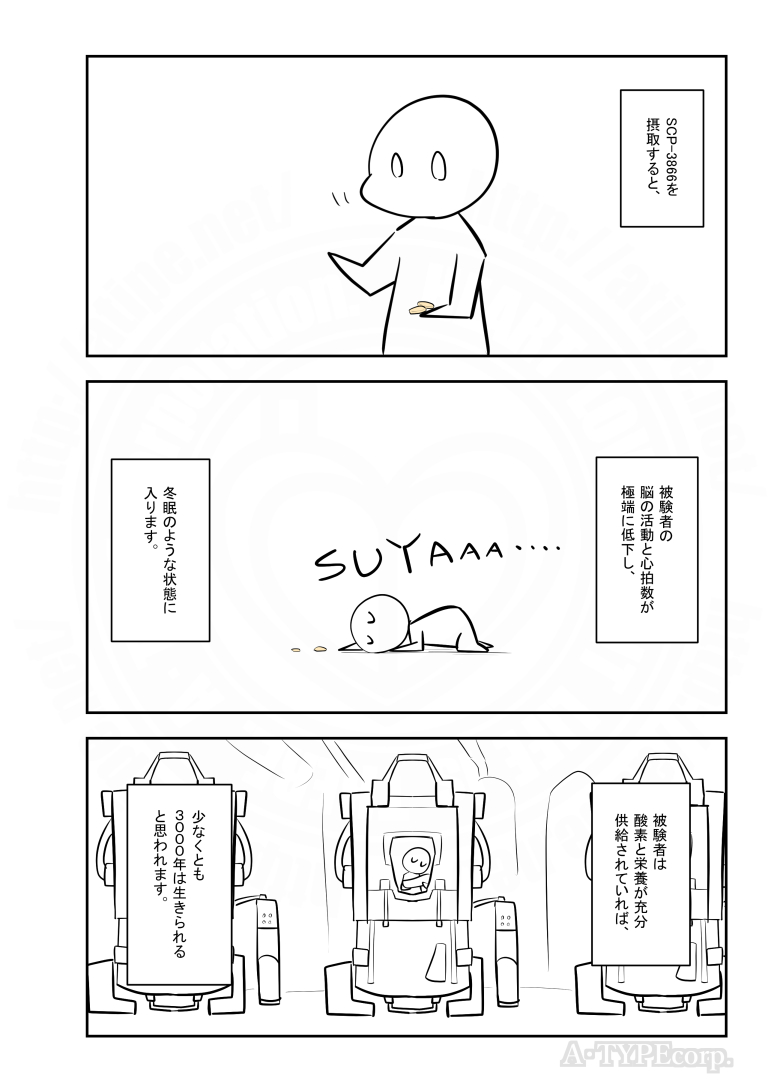 SCP-3866を
摂取すると、
被験者の
脳の活動と心拍数が
極端に低下し、
SUYAAA....
冬眠のような状態に
入ります。
被験者は
酸素と栄養が充分
供給されていれば、
少なくとも
3000年は生きられる
と思われます。
A-TYPEcorp.